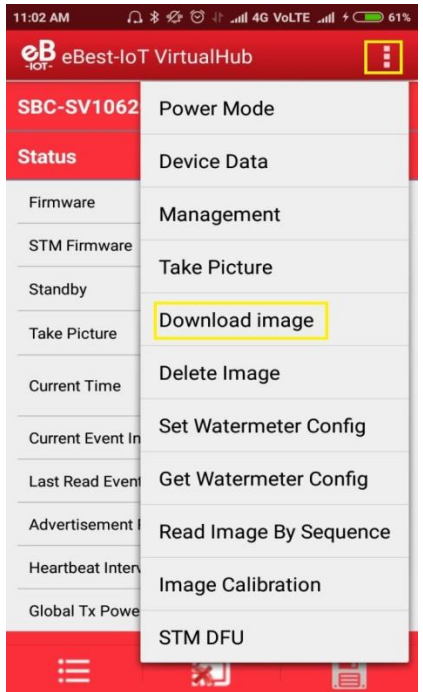 11:02 AM 4G VoLTE 61%
eB
-IOT-
eBest-IoT VirtualHub
SBC-SV1062
Status
Firmware
STM Firmware
Standby
Take Picture
Current Time
Current Event In
Last Read Event
Advertisement
Heartbeat Interv
Global Tx Powe
Power Mode
Device Data
Management
Take Picture
Download image
Delete Image
Set Watermeter Config
Get Watermeter Config
Read Image By Sequence
Image Calibration
STM DFU